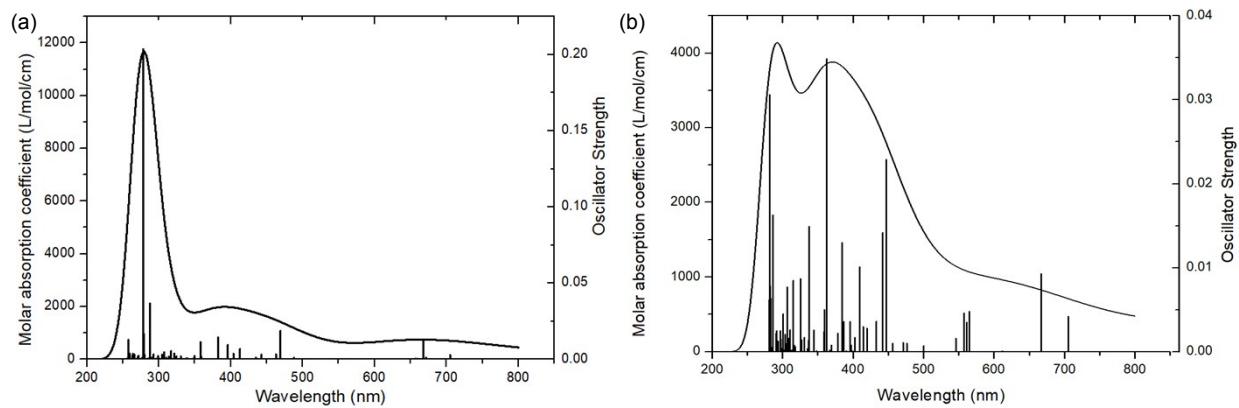 (a)
Molar absorption coefficient (L/mol/cm)
12000
10000
8000
6000
4000
2000
0
0.20
0.15
0.10
0.05
0.00
Oscillator Strength
200 300 400 500 600 700 800
Wavelength (nm)
(b)
Molar absorption coefficient (L/mol/cm)
4000
3000
2000
1000
0
0.04
0.03
0.02
0.01
0.00
Oscillator Strength
200 300 400 500 600 700 800
Wavelength (nm)